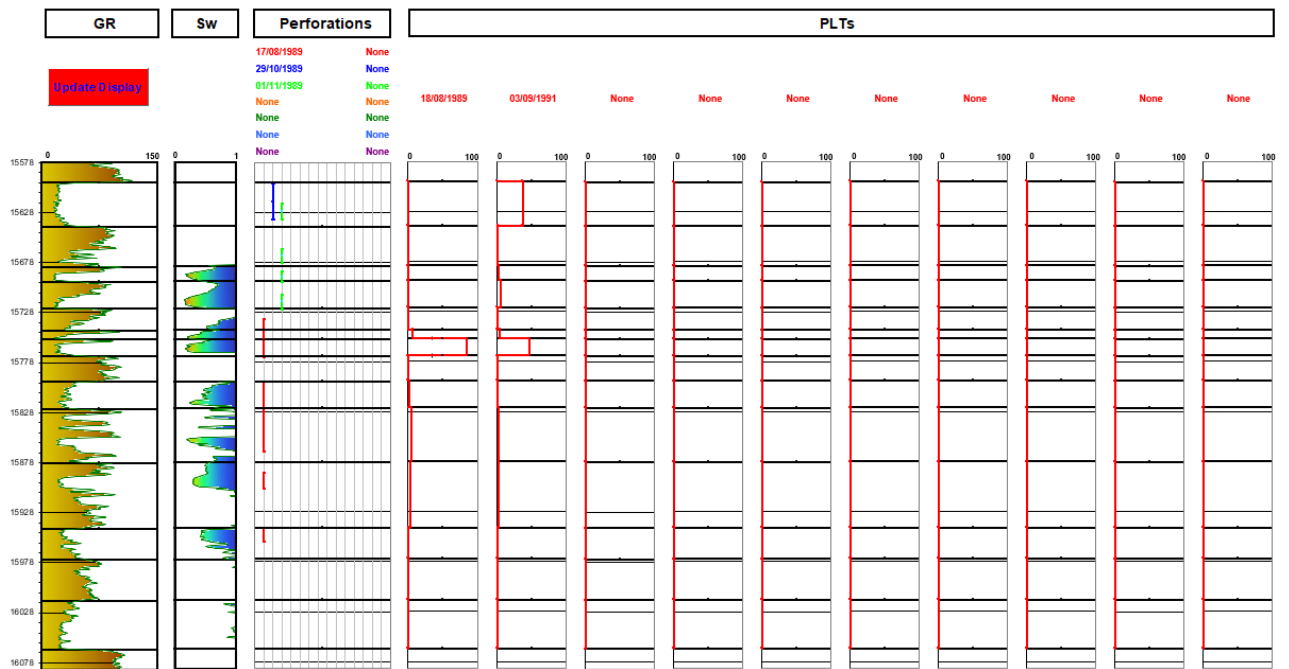 GR Sw Perforations PLTs
17/08/1989 None
29/10/1989 None
Update Display
01/11/1989 None
18/08/1989 03/09/1991 None None None None None None None None
None None
None None
None None
None None
0 150 0 1 0 100 0 100 0 100 0 100 0 100 0 100 0 100 0 100 0 100 0 100
15578
15628
15678
15728
15778
15828
15878
15928
15978
16028
16078